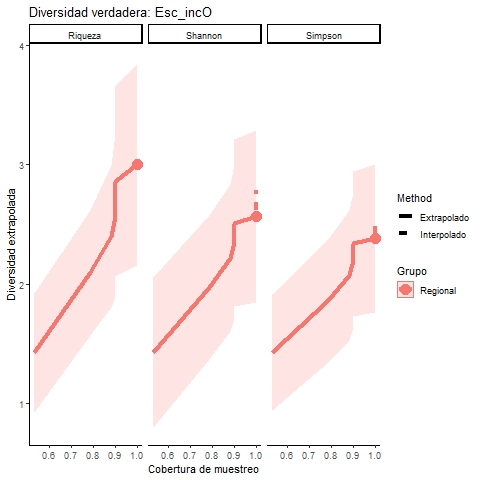 Diversidad verdadera: Esc_incO
Riqueza
Shannon
Simpson
4
3
2
1
Diversidad extrapolada
0.6 0.7 0.8 0.9 1.0
0.6 0.7 0.8 0.9 1.0
0.6 0.7 0.8 0.9 1.0
Cobertura de muestreo
Method
Extrapolado
Interpolado
Grupo
Regional